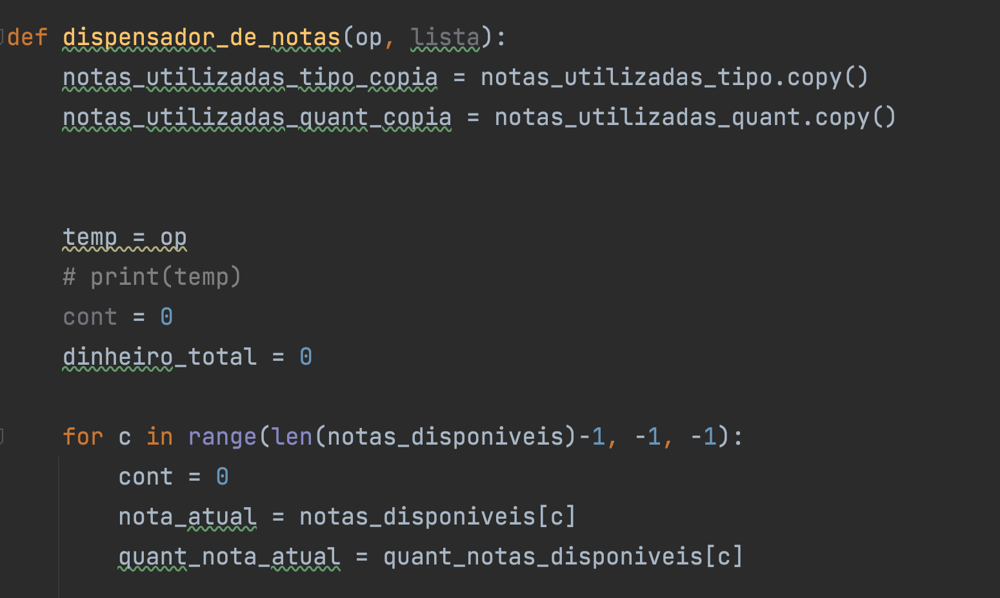 def dispensador_de_notas(op, lista):
    notas_utilizadas_tipo_copia = notas_utilizadas_tipo.copy()
    notas_utilizadas_quant_copia = notas_utilizadas_quant.copy()
    temp = op
    # print(temp)
    cont = 0
    dinheiro_total = 0
    for c in range(len(notas_disponiveis)-1, -1, -1):
        cont = 0
        nota_atual = notas_disponiveis[c]
        quant_nota_atual = quant_notas_disponiveis[c]